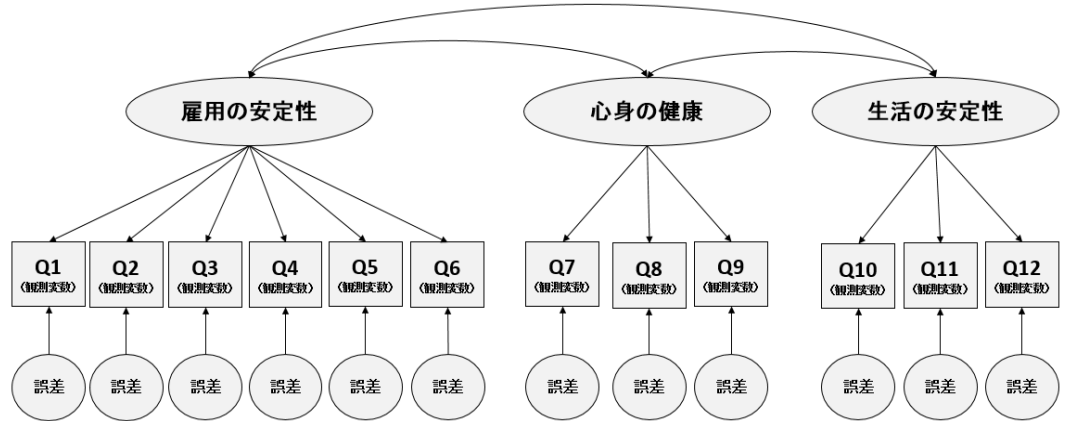 雇用の安定性
心身の健康
生活の安定性
Q1
(観測変数)
Q2
(観測変数)
Q3
(観測変数)
Q4
(観測変数)
Q5
(観測変数)
Q6
(観測変数)
Q7
(観測変数)
Q8
(観測変数)
Q9
(観測変数)
Q10
(観測変数)
Q11
(観測変数)
Q12
(観測変数)
誤差
誤差
誤差
誤差
誤差
誤差
誤差
誤差
誤差
誤差
誤差
誤差